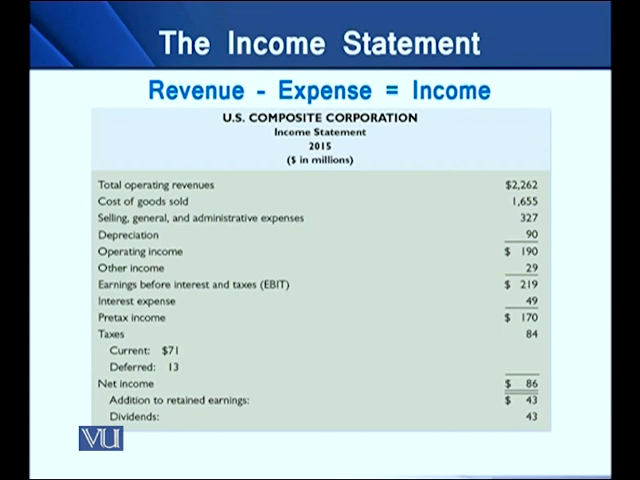 The Income Statement
Revenue - Expense = Income
U.S. COMPOSITE CORPORATION
Income Statement
2015
($ in millions)
Total operating revenues $2,262
Cost of goods sold 1,655
Selling, general, and administrative expenses 327
Depreciation 90
Operating income $ 190
Other income 29
Earnings before interest and taxes (EBIT) $ 219
Interest expense 49
Pretax income $ 170
Taxes 84
Current: $71
Deferred: 13
Net income $ 86
Addition to retained earnings: $ 43
Dividends: 43
VU